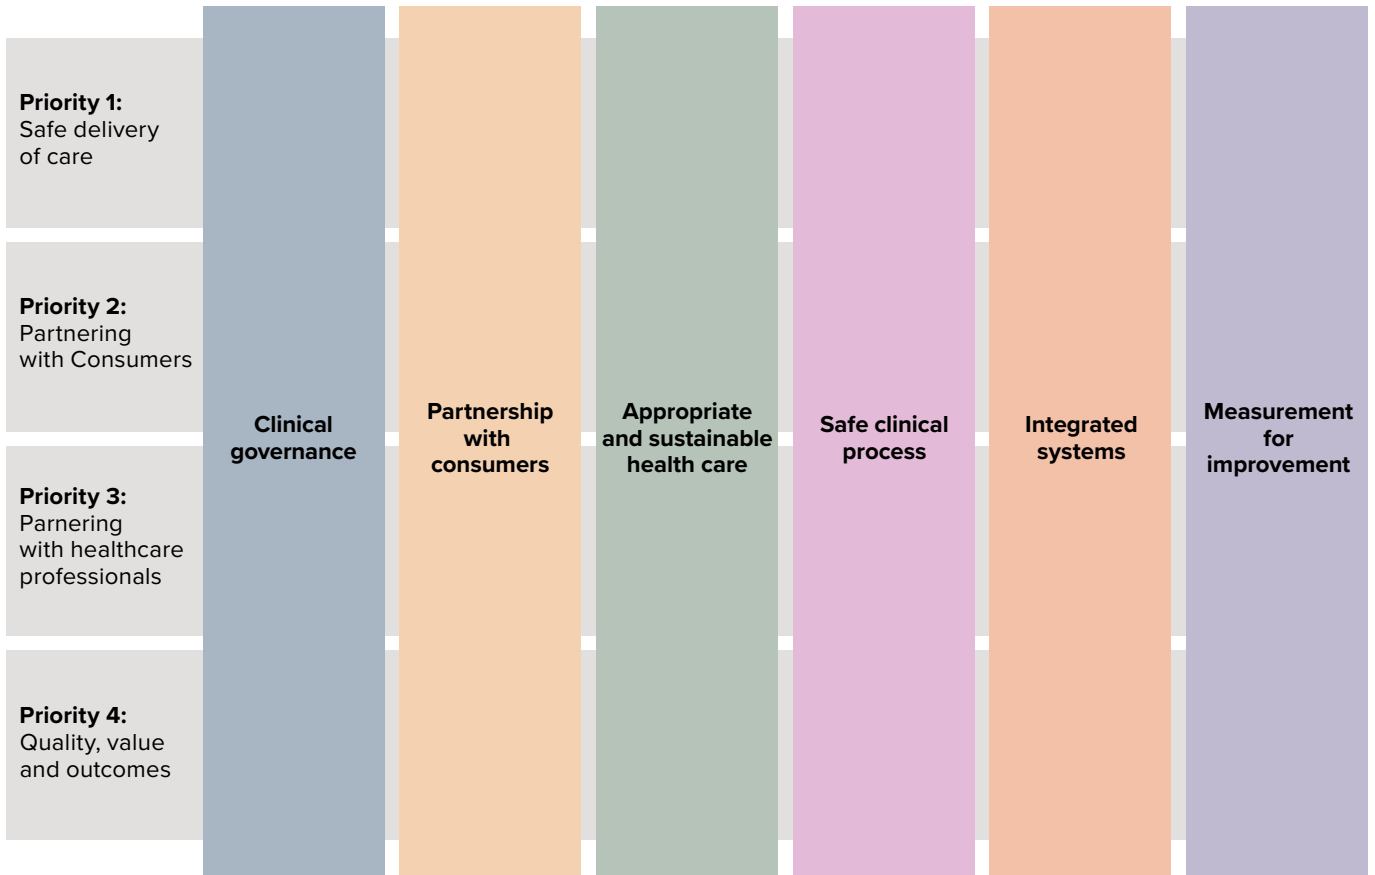 Priority 1:
Safe delivery
of care
Priority 2:
Partnering
with Consumers
Priority 3:
Parnering
with healthcare
professionals
Priority 4:
Quality, value
and outcomes
Clinical
governance
Partnership
with
consumers
Appropriate
and sustainable
health care
Safe clinical
process
Integrated
systems
Measurement
for
improvement